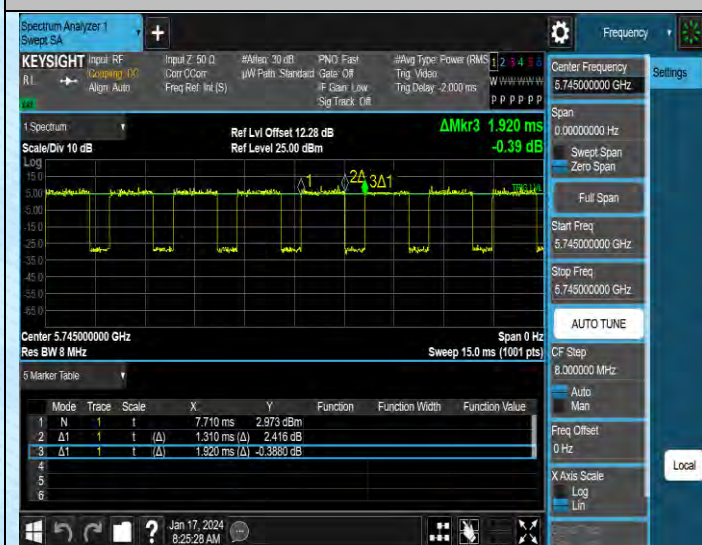 Spectrum Analyzer 1
Swept SA
+
Frequency
KEYSIGHT
Input: RF
Coupling: DC
Align: Auto
Input Z: 50 Ω
Corr CCorr
Freq Ref: Int (S)
#Atten: 30 dB
µW Path: Standard
PNO: Fast
Gate: Off
IF Gain: Low
Sig Track: Off
#Avg Type: Power (RMS
Trig: Video
Trig Delay: -2.000 ms
1 2 3 4 5 6
W W W W W W
P P P P P P
Center Frequency
5.745000000 GHz
Settings
Span
0.00000000 Hz
Swept Span
Zero Span
Full Span
Start Freq
5.745000000 GHz
Stop Freq
5.745000000 GHz
AUTO TUNE
CF Step
8.000000 MHz
Auto
Man
Freq Offset
0 Hz
X Axis Scale
Log
Lin
Local
1 Spectrum
Scale/Div 10 dB
Ref Lvl Offset 12.28 dB
Ref Level 25.00 dBm
ΔMkr3 1.920 ms
-0.39 dB
Log
15.0
5.00
-5.00
-15.0
-25.0
-35.0
-45.0
-55.0
-65.0
1
2Δ
3Δ1
Center 5.745000000 GHz
Res BW 8 MHz
Span 0 Hz
Sweep 15.0 ms (1001 pts)
5 Marker Table
Mode Trace Scale X Y Function Function Width Function Value
1 N 1 t 7.710 ms 2.973 dBm
2 Δ1 1 t (Δ) 1.310 ms (Δ) 2.416 dB
3 Δ1 1 t (Δ) 1.920 ms (Δ) -0.3880 dB
4
5
6
?
Jan 17, 2024
8:25:28 AM